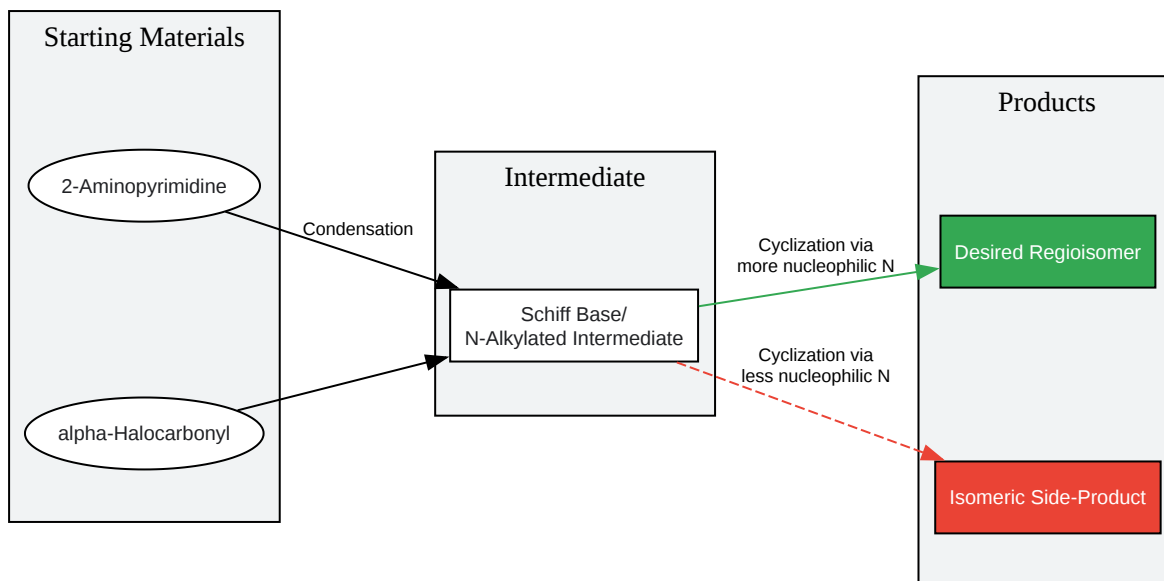 Starting Materials
2-Aminopyrimidine
alpha-Halocarbonyl
Condensation
Intermediate
Schiff Base/
N-Alkylated Intermediate
Cyclization via
more nucleophilic N
Cyclization via
less nucleophilic N
Products
Desired Regioisomer
Isomeric Side-Product